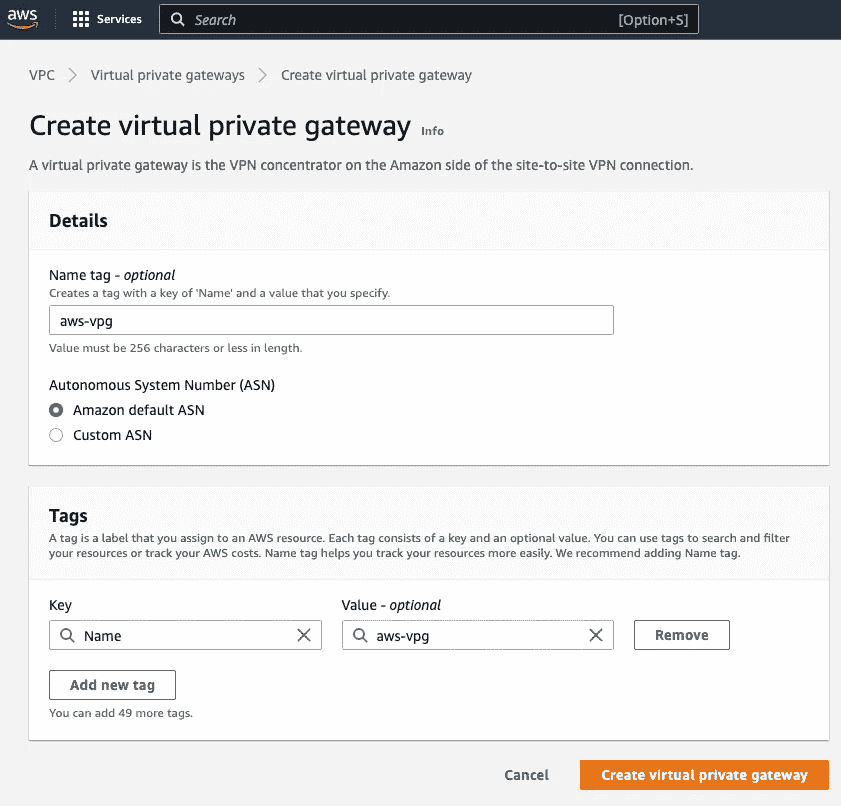 aws Services Search [Option+S]
VPC > Virtual private gateways > Create virtual private gateway
Create virtual private gateway Info
A virtual private gateway is the VPN concentrator on the Amazon side of the site-to-site VPN connection.
Details
Name tag - optional
Creates a tag with a key of 'Name' and a value that you specify.
aws-vpg
Value must be 256 characters or less in length.
Autonomous System Number (ASN)
Amazon default ASN
Custom ASN
Tags
A tag is a label that you assign to an AWS resource. Each tag consists of a key and an optional value. You can use tags to search and filter
your resources or track your AWS costs. Name tag helps you track your resources more easily. We recommend adding Name tag.
Key Value - optional
Name aws-vpg Remove
Add new tag
You can add 49 more tags.
Cancel Create virtual private gateway